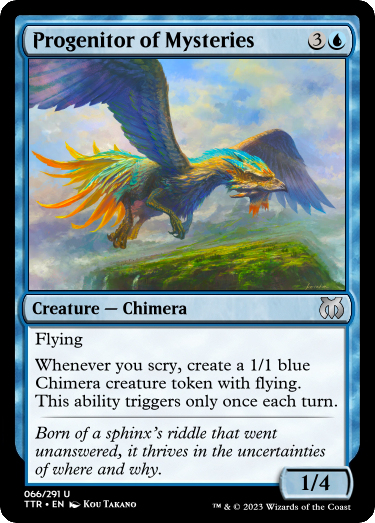 Progenitor of Mysteries 3
Creature — Chimera
Flying
Whenever you scry, create a 1/1 blue
Chimera creature token with flying.
This ability triggers only once each turn.
Born of a sphinx's riddle that went
unanswered, it thrives in the uncertainties
of where and why.
1/4
066/291 U
TTR • EN Kou Takano ™ & © 2023 Wizards of the Coast